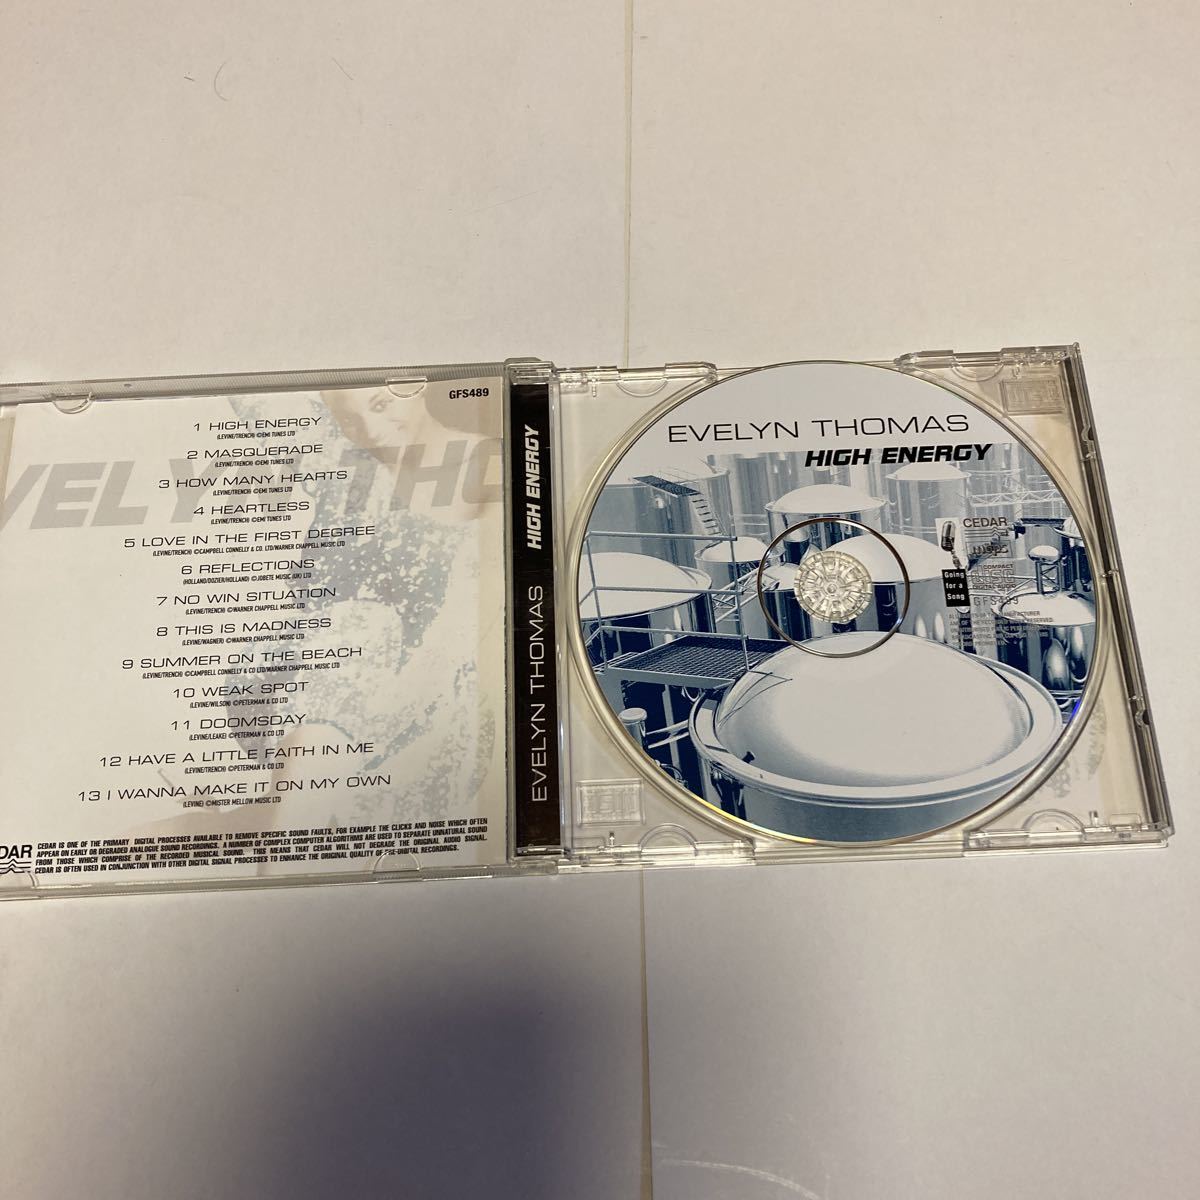 GFS489
VELYN THO
1 HIGH ENERGY
(LEVINE/TRENCH) ©EMI TUNES LTD
2 MASQUERADE
(LEVINE/TRENCH) ©EMI TUNES LTD
3 HOW MANY HEARTS
(LEVINE/TRENCH) ©EMI TUNES LTD
4 HEARTLESS
(LEVINE/TRENCH) ©EMI TUNES LTD
5 LOVE IN THE FIRST DEGREE
(LEVINE/TRENCH) ©CAMPBELL CONNELLY & CO. LTD/WARNER CHAPPELL MUSIC LTD
6 REFLECTIONS
(HOLLAND/DOZIER/HOLLAND) ©JOBETE MUSIC (UK) LTD
7 NO WIN SITUATION
(LEVINE/TRENCH) ©WARNER CHAPPELL MUSIC LTD
8 THIS IS MADNESS
(LEVINE/WAGNER) ©WARNER CHAPPELL MUSIC LTD
9 SUMMER ON THE BEACH
(LEVINE/TRENCH) ©CAMPBELL CONNELLY & CO LTD/WARNER CHAPPELL MUSIC LTD
10 WEAK SPOT
(LEVINE/WILSON) ©PETERMAN & CO LTD
11 DOOMSDAY
(LEVINE/LEAKE) ©PETERMAN & CO LTD
12 HAVE A LITTLE FAITH IN ME
(LEVINE/TRENCH) ©PETERMAN & CO LTD
13 I WANNA MAKE IT ON MY OWN
(LEVINE) ©MISTER MELLOW MUSIC LTD
EDAR
CEDAR IS ONE OF THE PRIMARY DIGITAL PROCESSES AVAILABLE TO REMOVE SPECIFIC SOUND FAULTS, FOR EXAMPLE THE CLICKS AND NOISE WHICH OFTEN
APPEAR ON EARLY OR DEGRADED ANALOGUE SOUND RECORDINGS. A NUMBER OF COMPLEX COMPUTER ALGORITHMS ARE USED TO SEPARATE UNNATURAL SOUND
FROM THOSE WHICH COMPRISE OF THE RECORDED MUSICAL SOUND. THIS MEANS THAT CEDAR WILL NOT DEGRADE THE ORIGINAL AUDIO SIGNAL.
CEDAR IS OFTEN USED IN CONJUNCTION WITH OTHER DIGITAL SIGNAL PROCESSES TO ENHANCE THE ORIGINAL QUALITY OF PRE-DIGITAL RECORDINGS.
EVELYN THOMAS HIGH ENERGY
EVELYN THOMAS
HIGH ENERGY
CEDAR
mcps
Going
for a
Song
COMPACT
DIGITAL AUDIO
GFS489